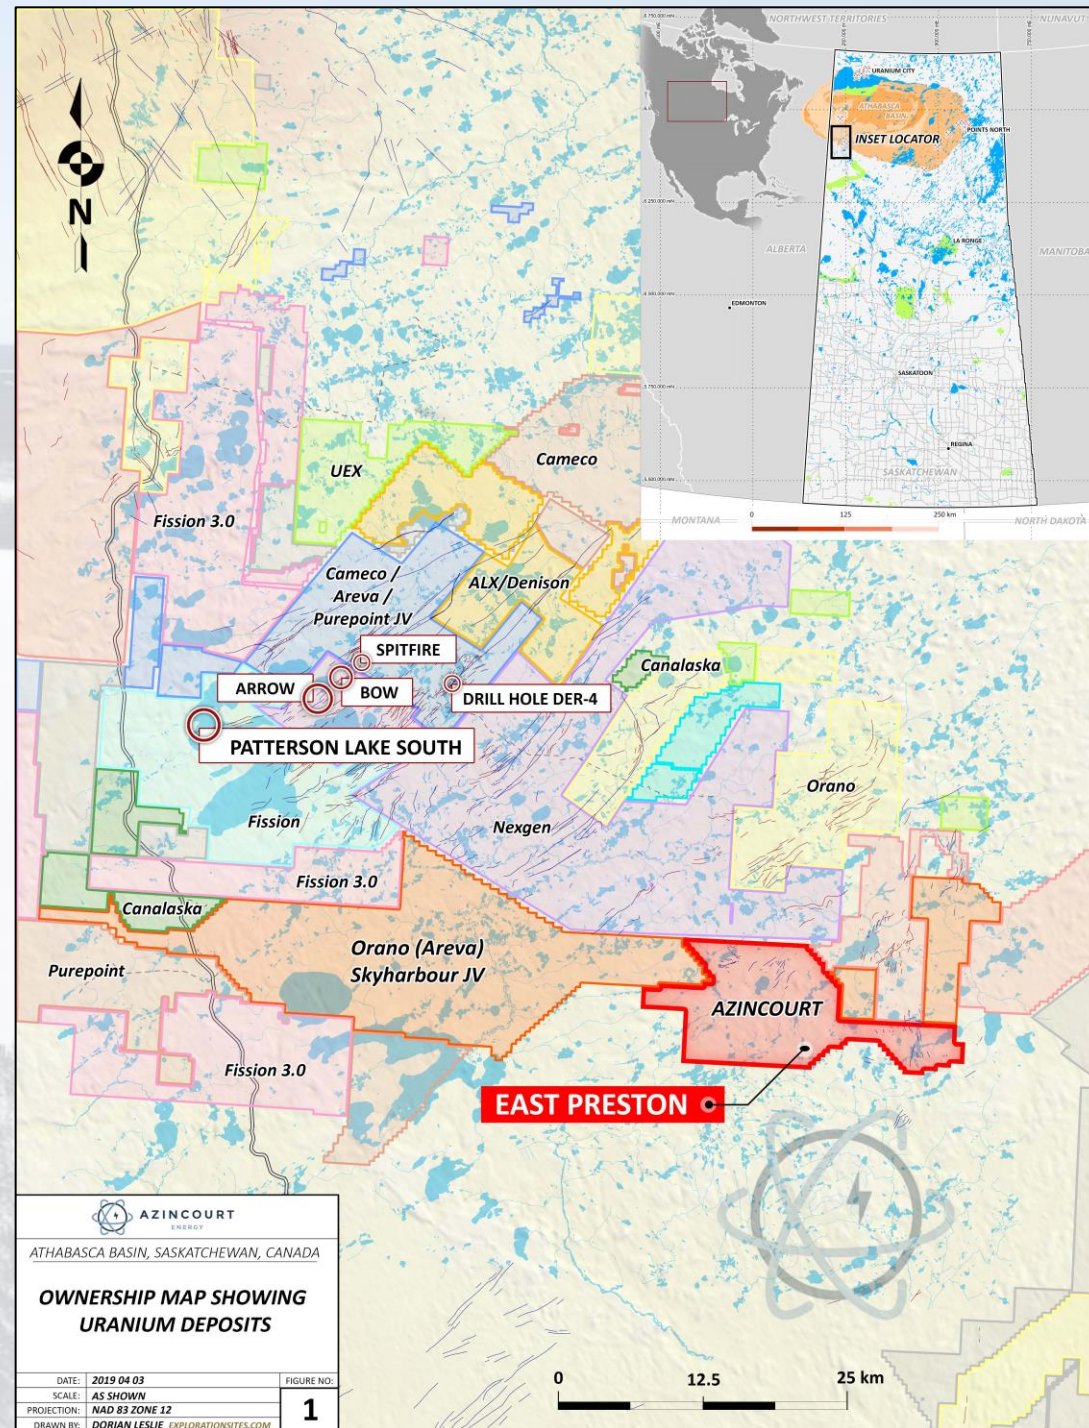 N
NORTHWEST TERRITORIES
NUNAVUT
URANIUM CITY
ATHABASCA
BASIN
POINTS NORTH
INSET LOCATOR
ALBERTA
LA RONGE
MANITOBA
EDMONTON
SASKATOON
REGINA
SASKATCHEWAN
MONTANA
NORTH DAKOTA
0
125
250 km
UEX
Cameco
Fission 3.0
Cameco /
Areva /
Purepoint JV
ALX/Denison
SPITFIRE
ARROW
BOW
Canalaska
DRILL HOLE DER-4
PATTERSON LAKE SOUTH
Orano
Fission
Nexgen
Fission 3.0
Canalaska
Orano (Areva)
Skyharbour JV
Purepoint
AZINCOURT
Fission 3.0
EAST PRESTON
AZINCOURT
ENERGY
ATHABASCA BASIN, SASKATCHEWAN, CANADA
OWNERSHIP MAP SHOWING
URANIUM DEPOSITS
DATE: 2019 04 03
FIGURE NO:
SCALE: AS SHOWN
PROJECTION: NAD 83 ZONE 12
1
DRAWN BY: DORIAN LESLIE EXPLORATIONSITES.COM
0
12.5
25 km